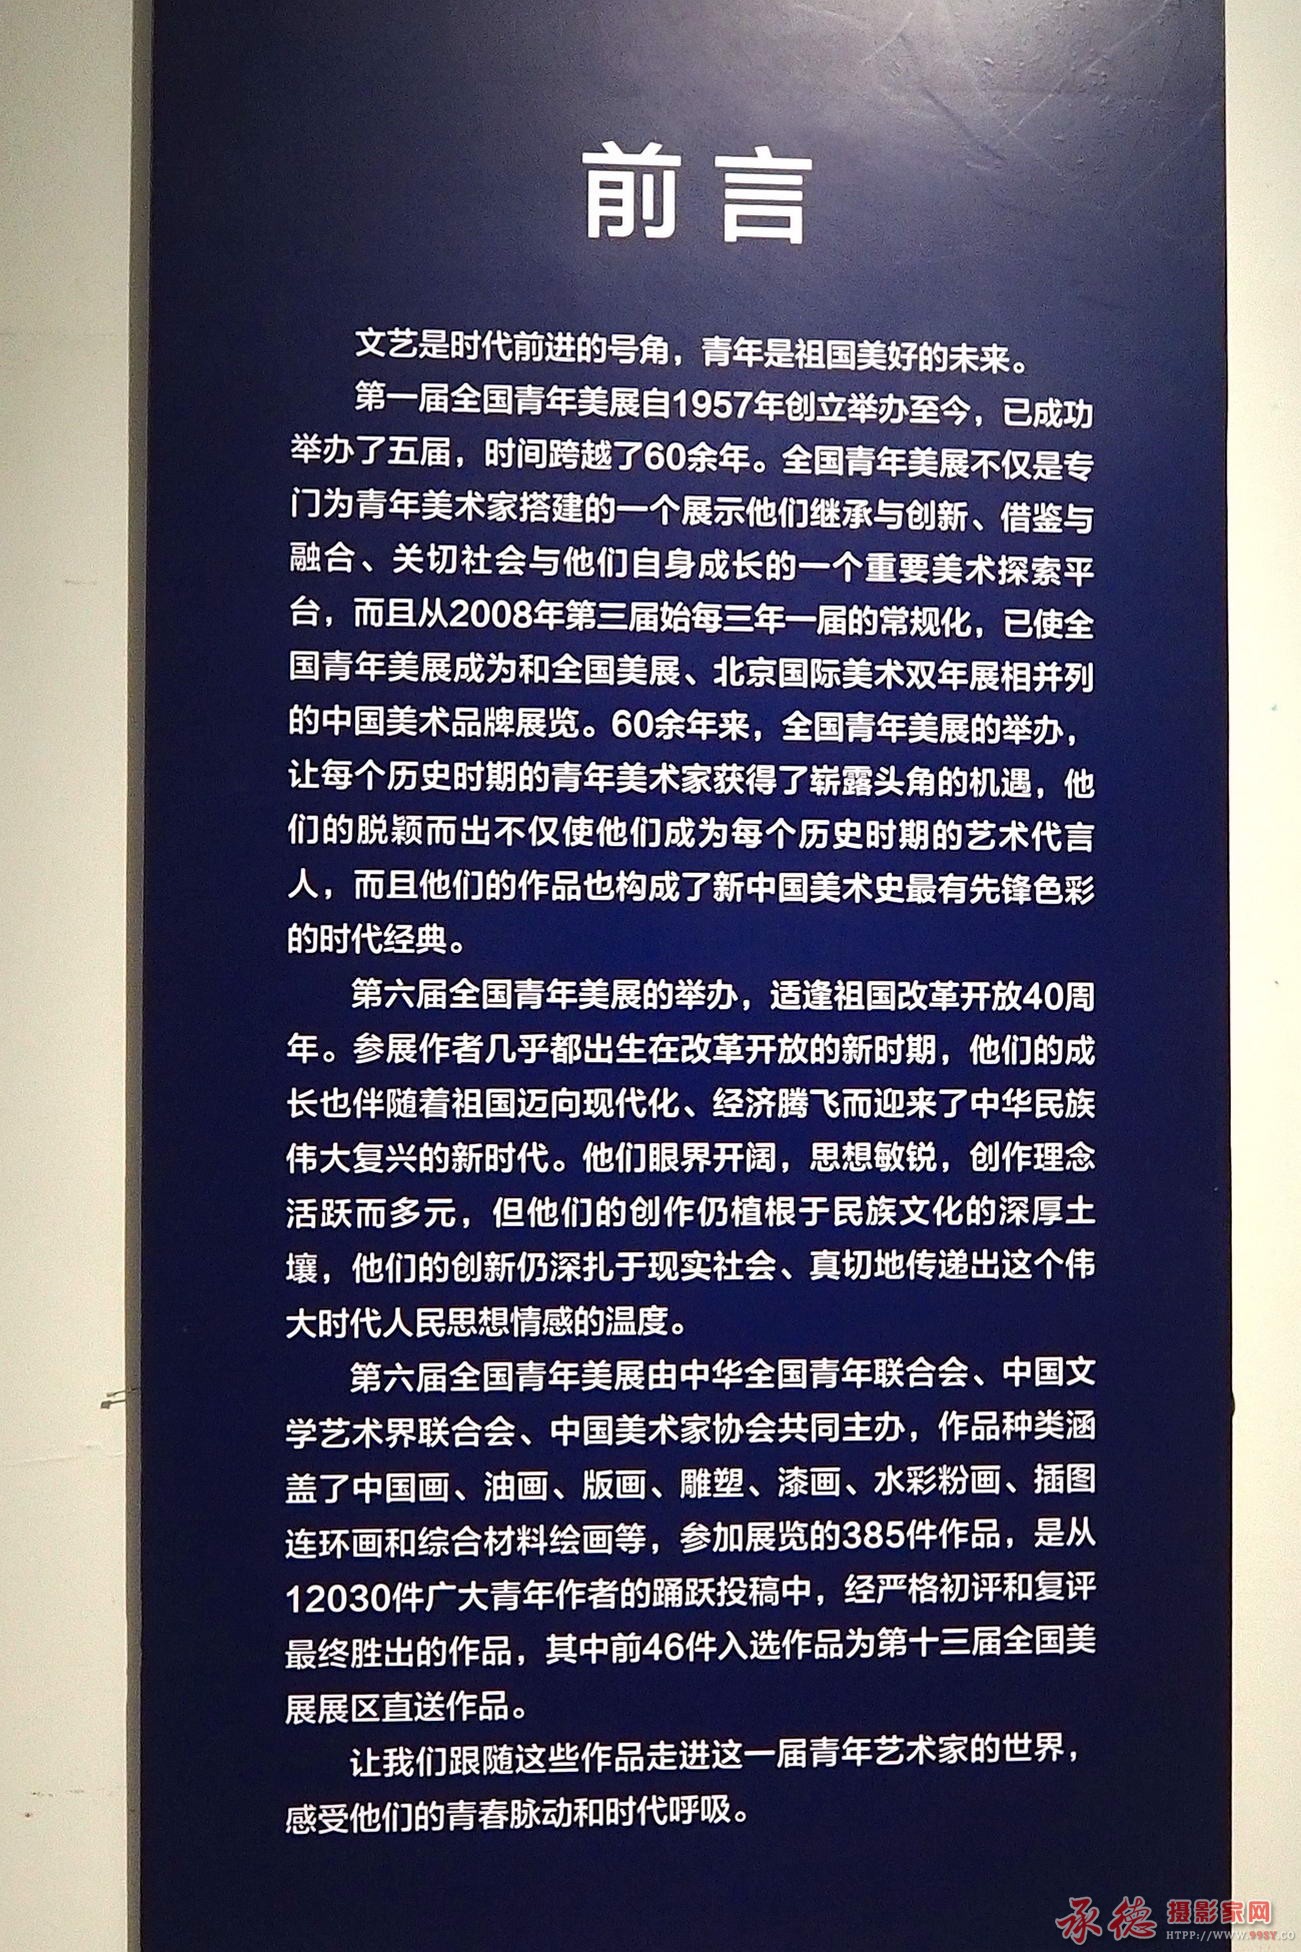 前言
文艺是时代前进的号角，青年是祖国美好的未来。
第一届全国青年美展自1957年创立举办至今，已成功
举办了五届，时间跨越了60余年。全国青年美展不仅是专
门为青年美术家搭建的一个展示他们继承与创新、借鉴与
融合、关切社会与他们自身成长的一个重要美术探索平
台，而且从2008年第三届始每三年一届的常规化，已使全
国青年美展成为和全国美展、北京国际美术双年展相并列
的中国美术品牌展览。60余年来，全国青年美展的举办，
让每个历史时期的青年美术家获得了崭露头角的机遇，他
们的脱颖而出不仅使他们成为每个历史时期的艺术代言
人，而且他们的作品也构成了新中国美术史最有先锋色彩
的时代经典。
第六届全国青年美展的举办，适逢祖国改革开放40周
年。参展作者几乎都出生在改革开放的新时期，他们的成
长也伴随着祖国迈向现代化、经济腾飞而迎来了中华民族
伟大复兴的新时代。他们眼界开阔，思想敏锐，创作理念
活跃而多元，但他们的创作仍植根于民族文化的深厚土
壤，他们的创新仍深扎于现实社会、真切地传递出这个伟
大时代人民思想情感的温度。
第六届全国青年美展由中华全国青年联合会、中国文
学艺术界联合会、中国美术家协会共同主办，作品种类涵
盖了中国画、油画、版画、雕塑、漆画、水彩粉画、插图
连环画和综合材料绘画等，参加展览的385件作品，是从
12030件广大青年作者的踊跃投稿中，经严格初评和复评
最终胜出的作品，其中前46件入选作品为第十三届全国美
展展区直送作品。
让我们跟随这些作品走进这一届青年艺术家的世界，
感受他们的青春脉动和时代呼吸。
承德摄影家网
HTPP://WWW.99SY.CO